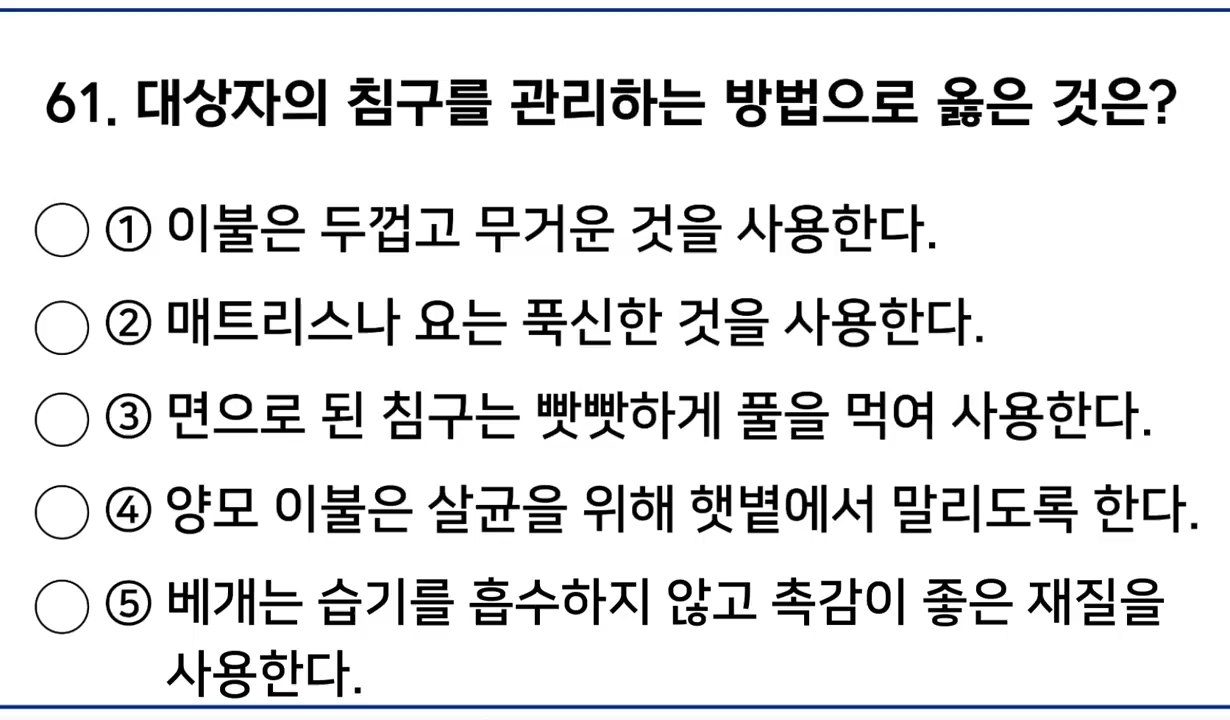 61. 대상자의 침구를 관리하는 방법으로 옳은 것은?
① 이불은 두껍고 무거운 것을 사용한다.
② 매트리스나 요는 푹신한 것을 사용한다.
③ 면으로 된 침구는 빳빳하게 풀을 먹여 사용한다.
④ 양모 이불은 살균을 위해 햇볕에서 말리도록 한다.
⑤ 베개는 습기를 흡수하지 않고 촉감이 좋은 재질을
사용한다.